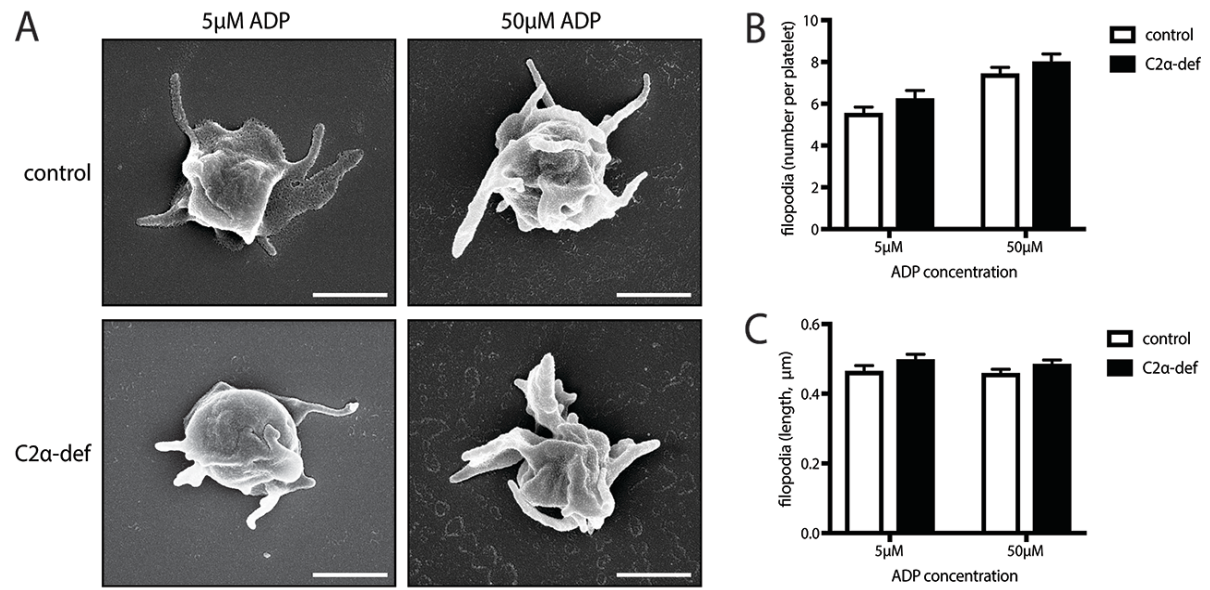 A
5µM ADP
50µM ADP
control
C2α-def
B
filopodia (number per platelet)
10
8
6
4
2
0
5µM
50µM
ADP concentration
control
C2α-def
C
filopodia (length, µm)
0.6
0.4
0.2
0.0
5µM
50µM
ADP concentration
control
C2α-def